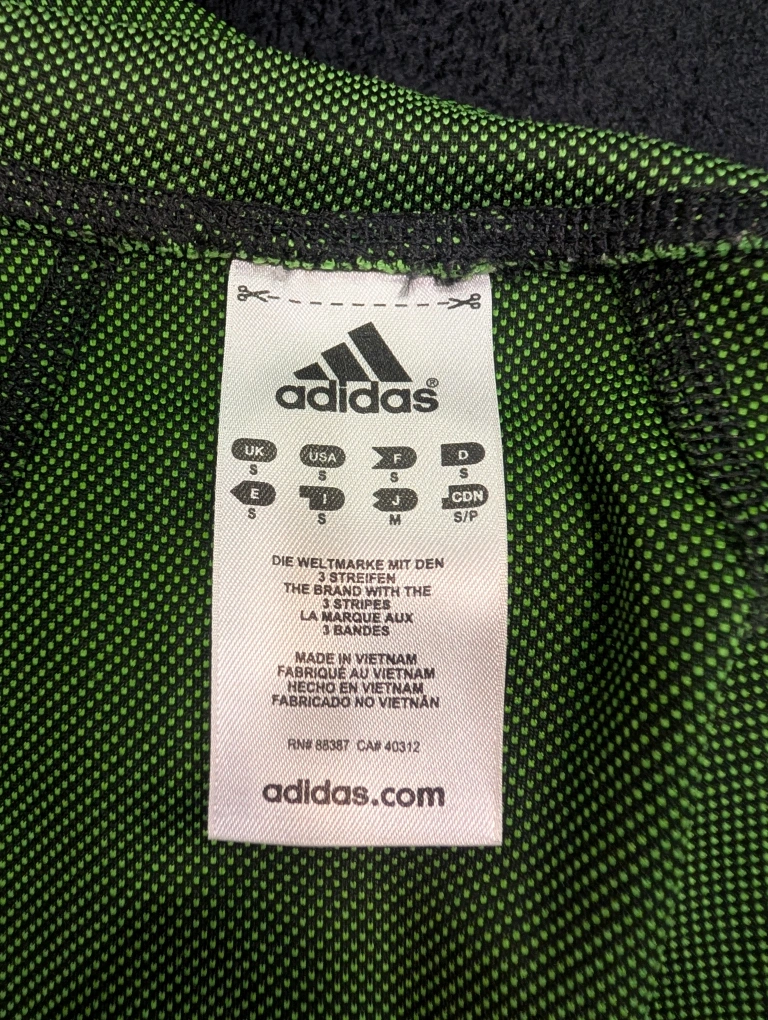 adidas®
UK USA F D
S S S S
E I J CDN
S S M S/P
DIE WELTMARKE MIT DEN
3 STREIFEN
THE BRAND WITH THE
3 STRIPES
LA MARQUE AUX
3 BANDES
MADE IN VIETNAM
FABRIQUÉ AU VIETNAM
HECHO EN VIETNAM
FABRICADO NO VIETNÃN
RN# 88387 CA# 40312
adidas.com